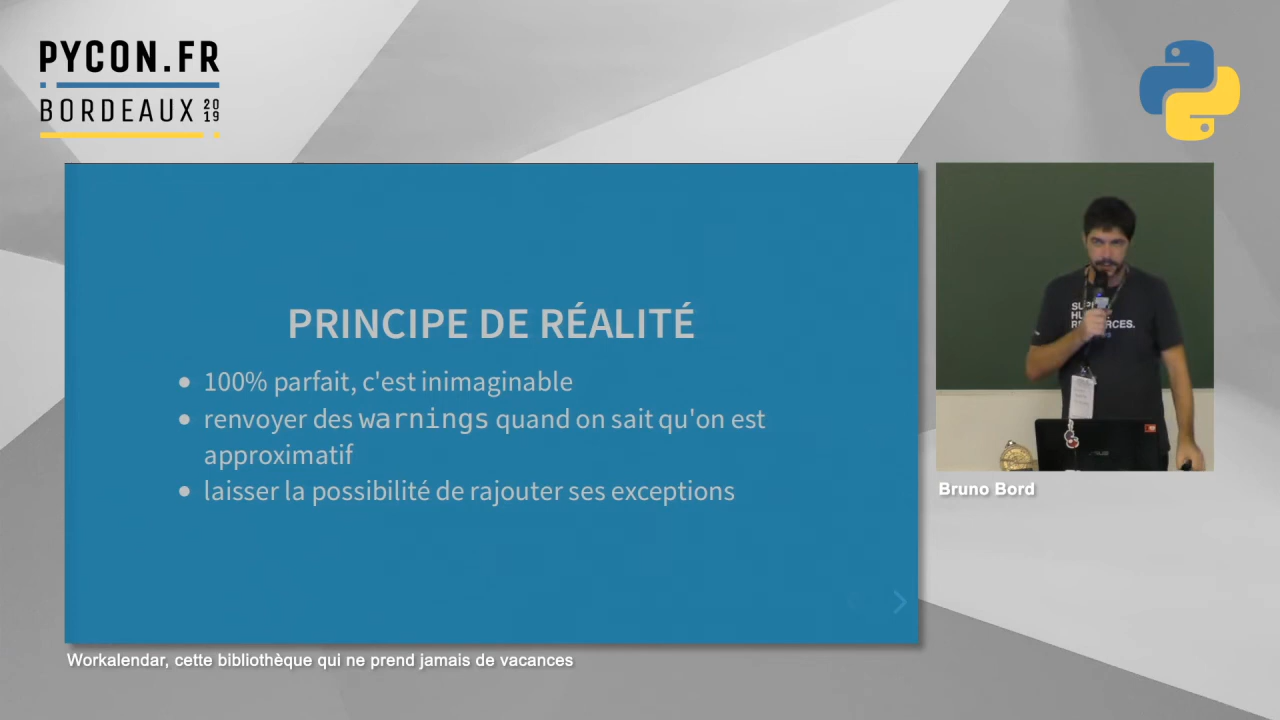 PYCON.FR
BORDEAUX 2019
PRINCIPE DE RÉALITÉ
100% parfait, c'est inimaginable
renvoyer des warnings quand on sait qu'on est
approximatif
laisser la possibilité de rajouter ses exceptions
Bruno Bord
Workalendar, cette bibliothèque qui ne prend jamais de vacances